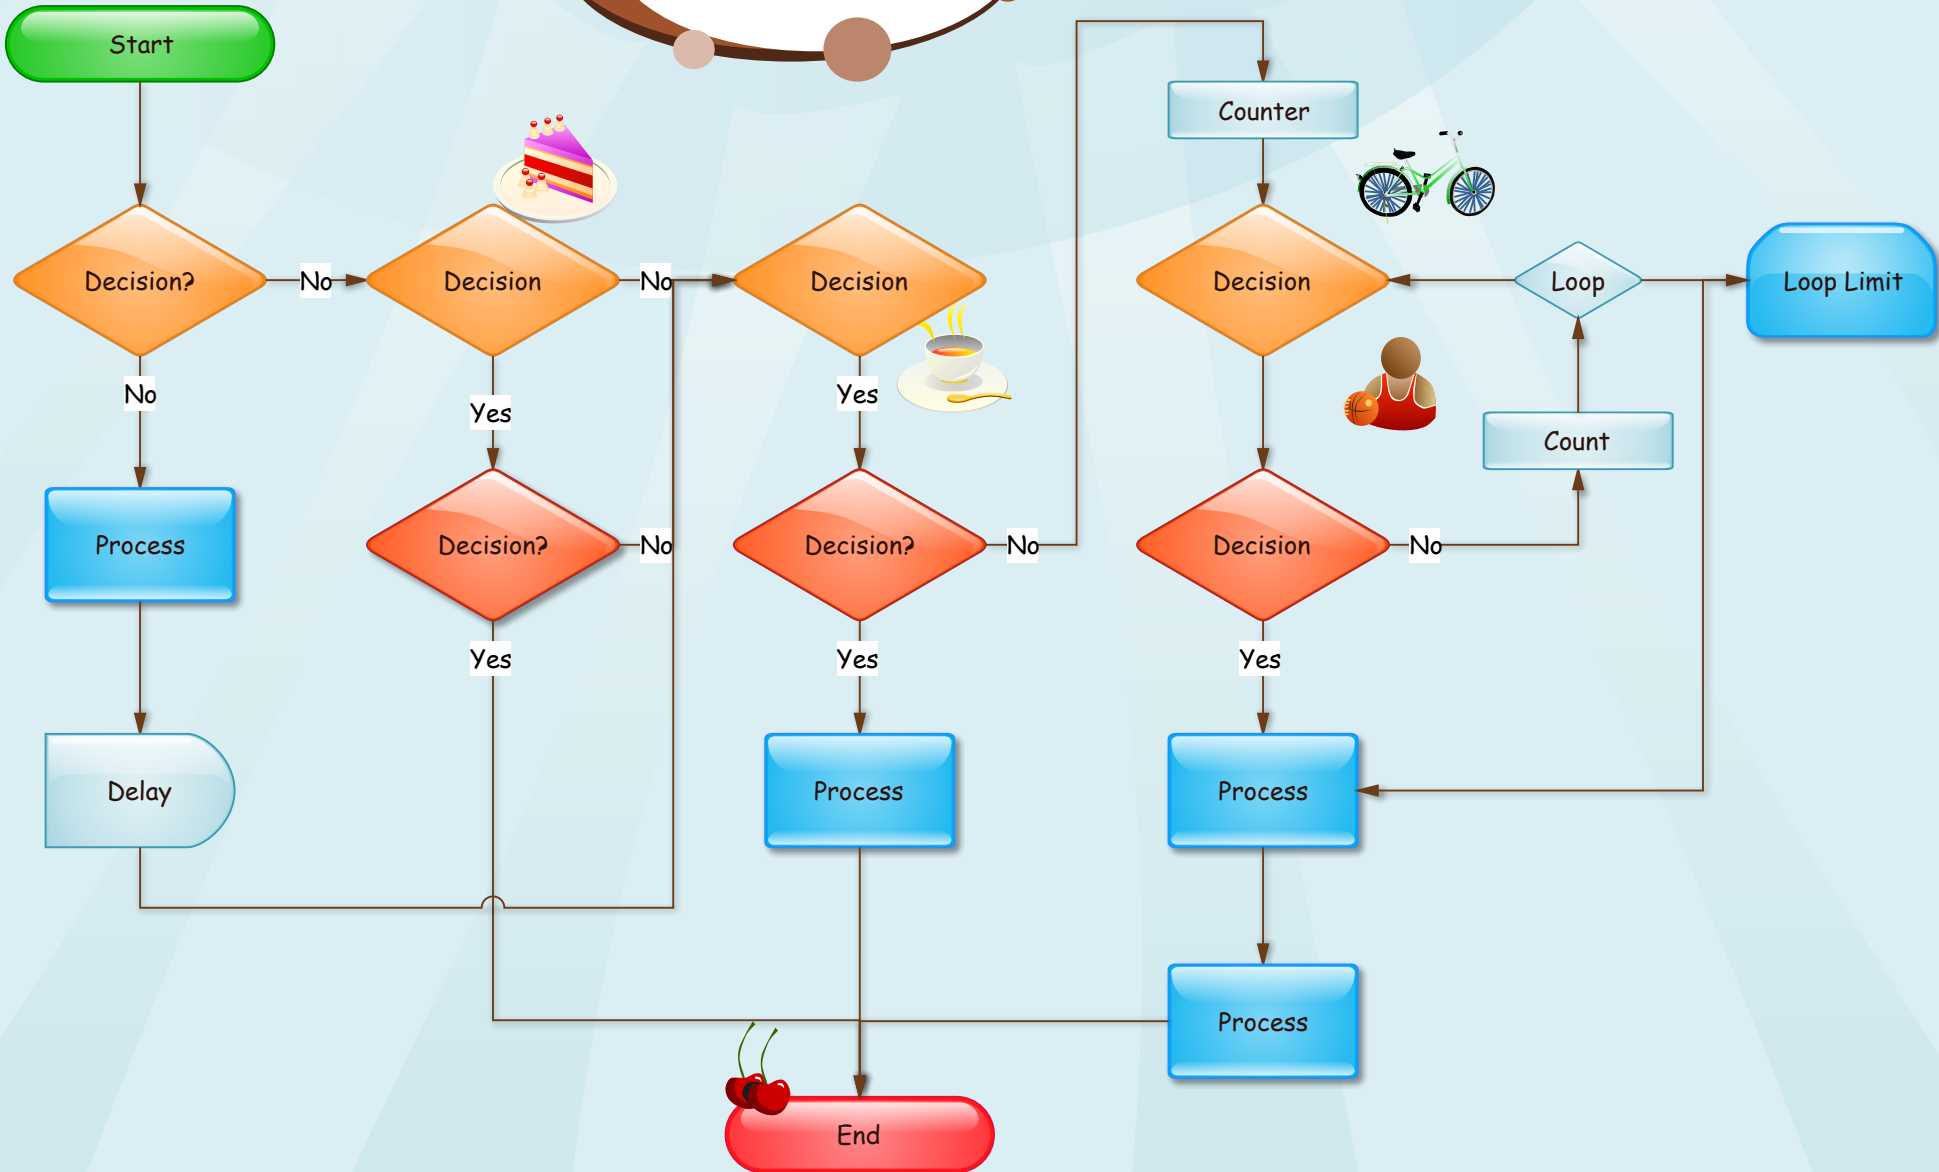 Start
Counter
Decision?
No
Decision
No
Decision
Decision
Loop
Loop Limit
No
Yes
Yes
Count
Process
Decision?
No
Decision?
No
Decision
No
Yes
Yes
Yes
Delay
Process
Process
Process
End